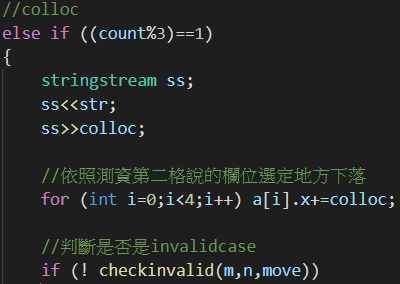 //colloc
else if ((count%3)==1)
{
stringstream ss;
ss<<str;
ss>>colloc;
//依照測資第二格說的欄位選定地方下落
for (int i=0;i<4;i++) a[i].x+=colloc;
//判斷是否是invalidcase
if (! checkinvalid(m,n,move))